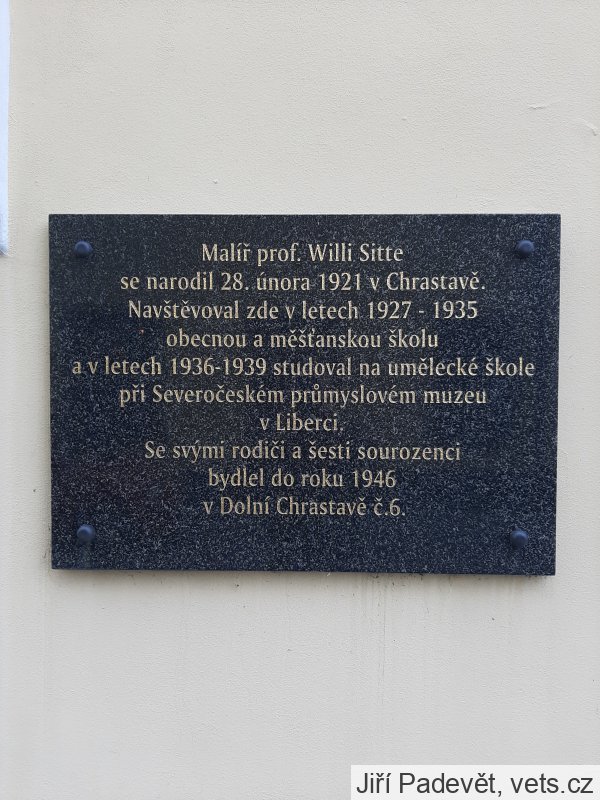 Malíř prof. Willi Sitte
se narodil 28. února 1921 v Chrastavě.
Navštěvoval zde v letech 1927 - 1935
obecnou a měšťanskou školu
a v letech 1936-1939 studoval na umělecké škole
při Severočeském průmyslovém muzeu
v Liberci.
Se svými rodiči a šesti sourozenci
bydlel do roku 1946
v Dolní Chrastavě č.6.
Jiří Padevět, vets.cz